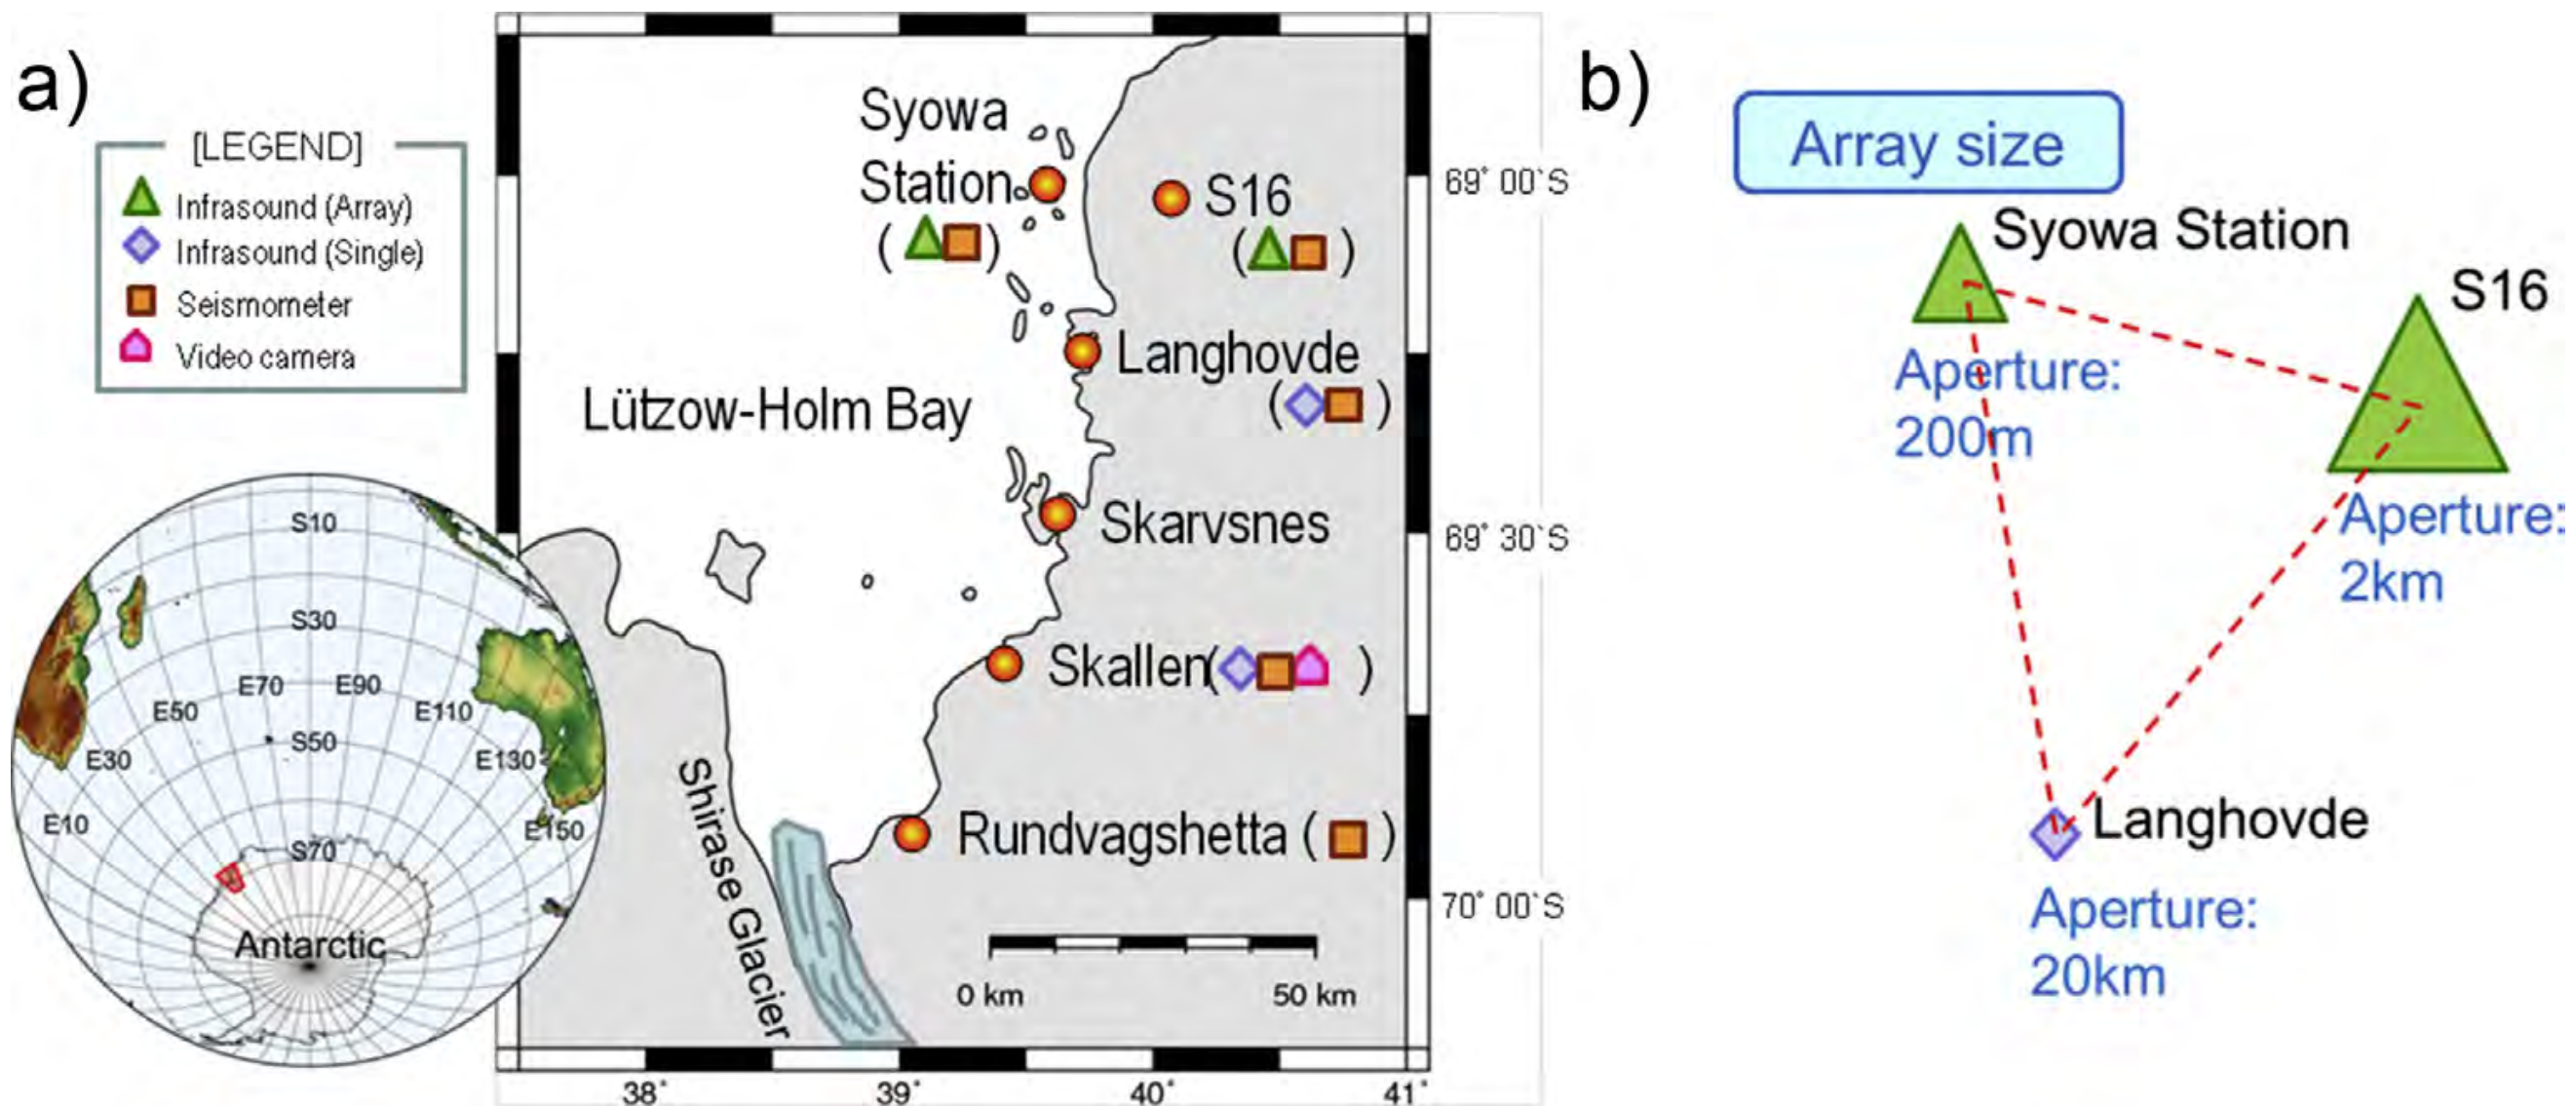 a)
[LEGEND]
Infrasound (Array)
Infrasound (Single)
Seismometer
Video camera
Syowa
Station
( )
S16
( )
Langhovde
( )
Lützow-Holm Bay
Skarvsnes
Skallen( )
Rundvagshetta ( )
Shirase Glacier
0 km 50 km
69° 00'S
69° 30'S
70° 00'S
38°
39°
40°
41°
S10
S30
E70 E90
E50 E110
S50
E30 E130
E10 E150
S70
Antarctic
b)
Array size
Syowa Station
Aperture:
200m
S16
Aperture:
2km
Langhovde
Aperture:
20km